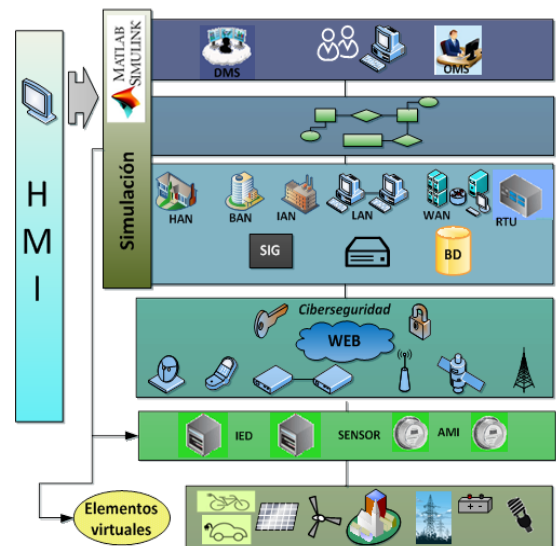 HMI
MATLAB
SIMULINK
Simulación
DMS
OMS
HAN
BAN
IAN
LAN
WAN
RTU
SIG
BD
Ciberseguridad
WEB
IED
SENSOR
AMI
Elementos
virtuales